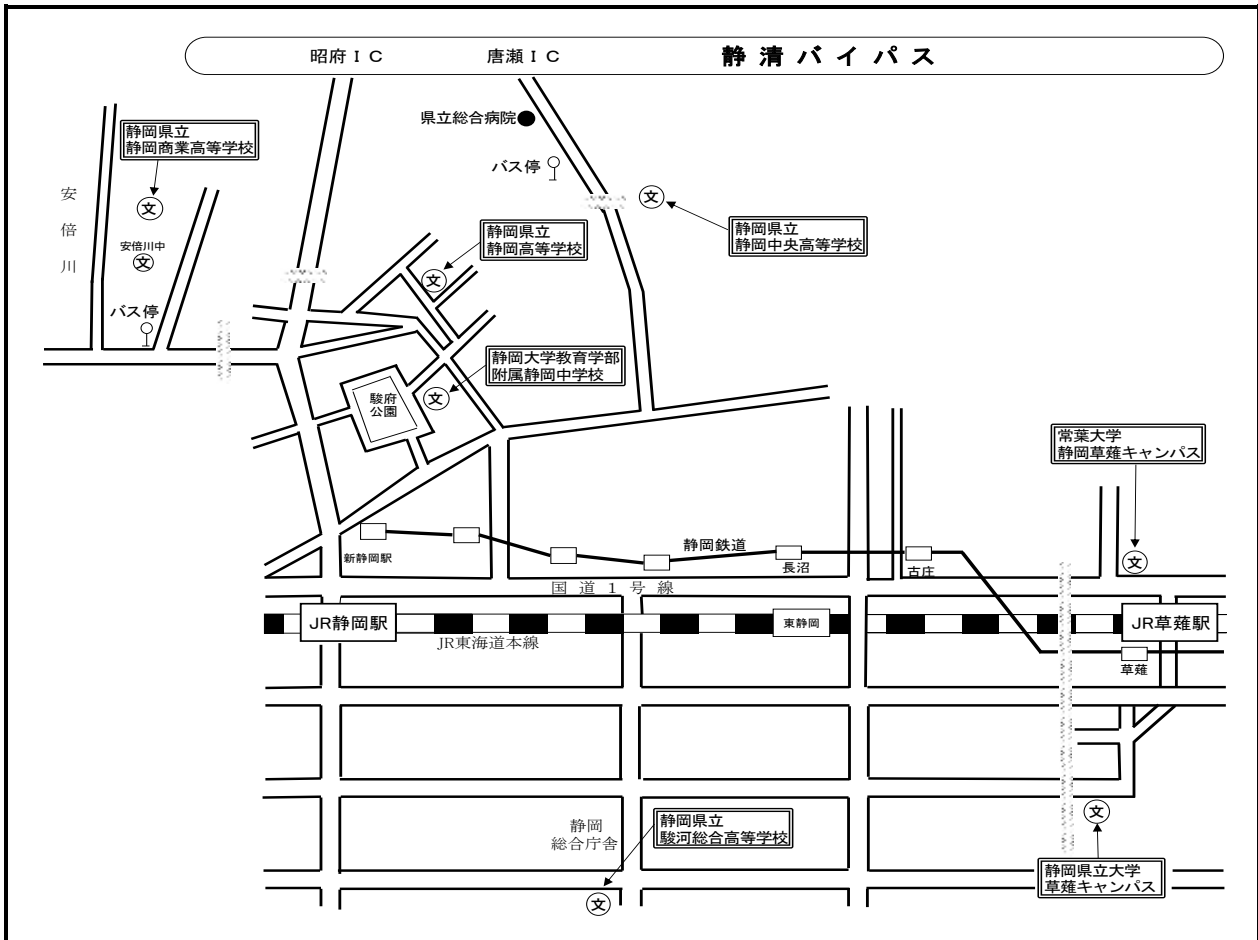 昭府ＩＣ
唐瀬ＩＣ
静清バイパス
県立総合病院
バス停
静岡県立
静岡商業高等学校
文
安倍川
安倍川中
文
バス停
静岡県立
静岡高等学校
文
文
静岡県立
静岡中央高等学校
静岡大学教育学部
附属静岡中学校
文
駿府
公園
常葉大学
静岡草薙キャンパス
文
新静岡駅
静岡鉄道
長沼
古庄
国道１号線
JR静岡駅
JR東海道本線
東静岡
JR草薙駅
草薙
静岡
総合庁舎
静岡県立
駿河総合高等学校
文
文
静岡県立大学
草薙キャンパス